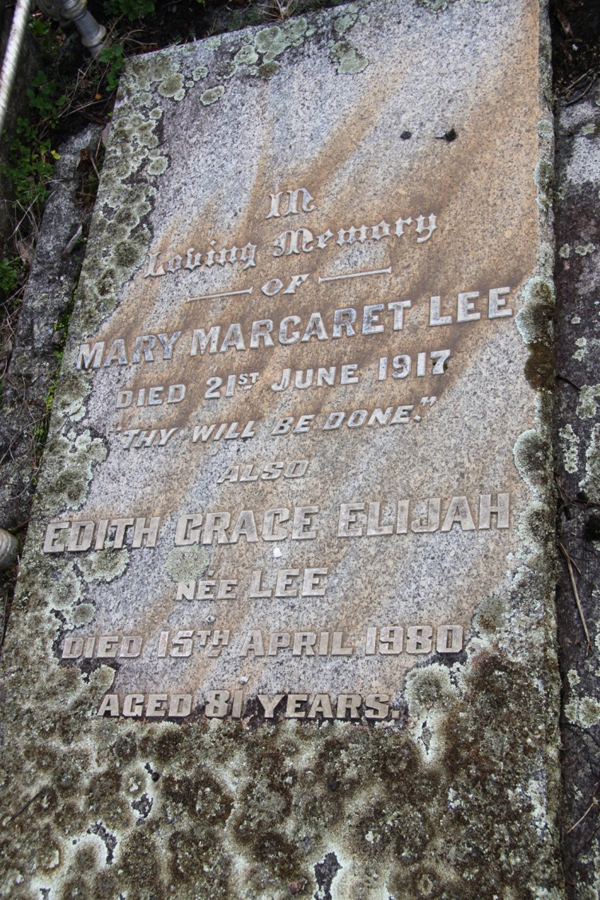 In
Loving Memory
OF
MARY MARGARET LEE
DIED 21ST JUNE 1917
"THY WILL BE DONE."
ALSO
EDITH GRACE ELIJAH
NÉE LEE
DIED 15TH APRIL 1980
AGED 81 YEARS.